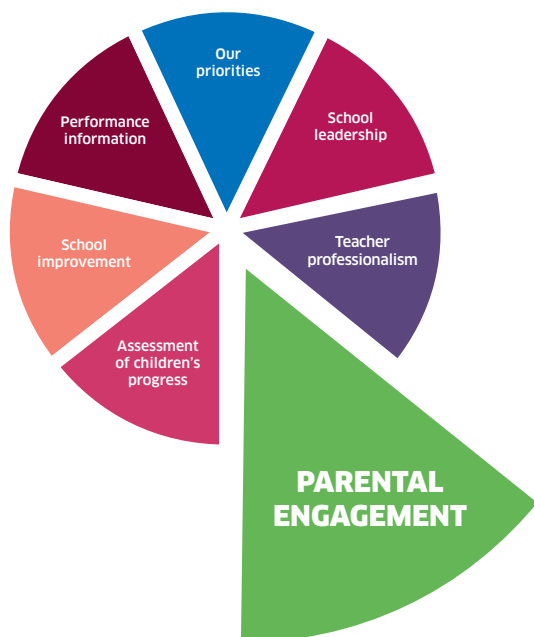 Our
priorities
School
leadership
Teacher
professionalism
PARENTAL
ENGAGEMENT
Assessment
of children's
progress
School
improvement
Performance
information